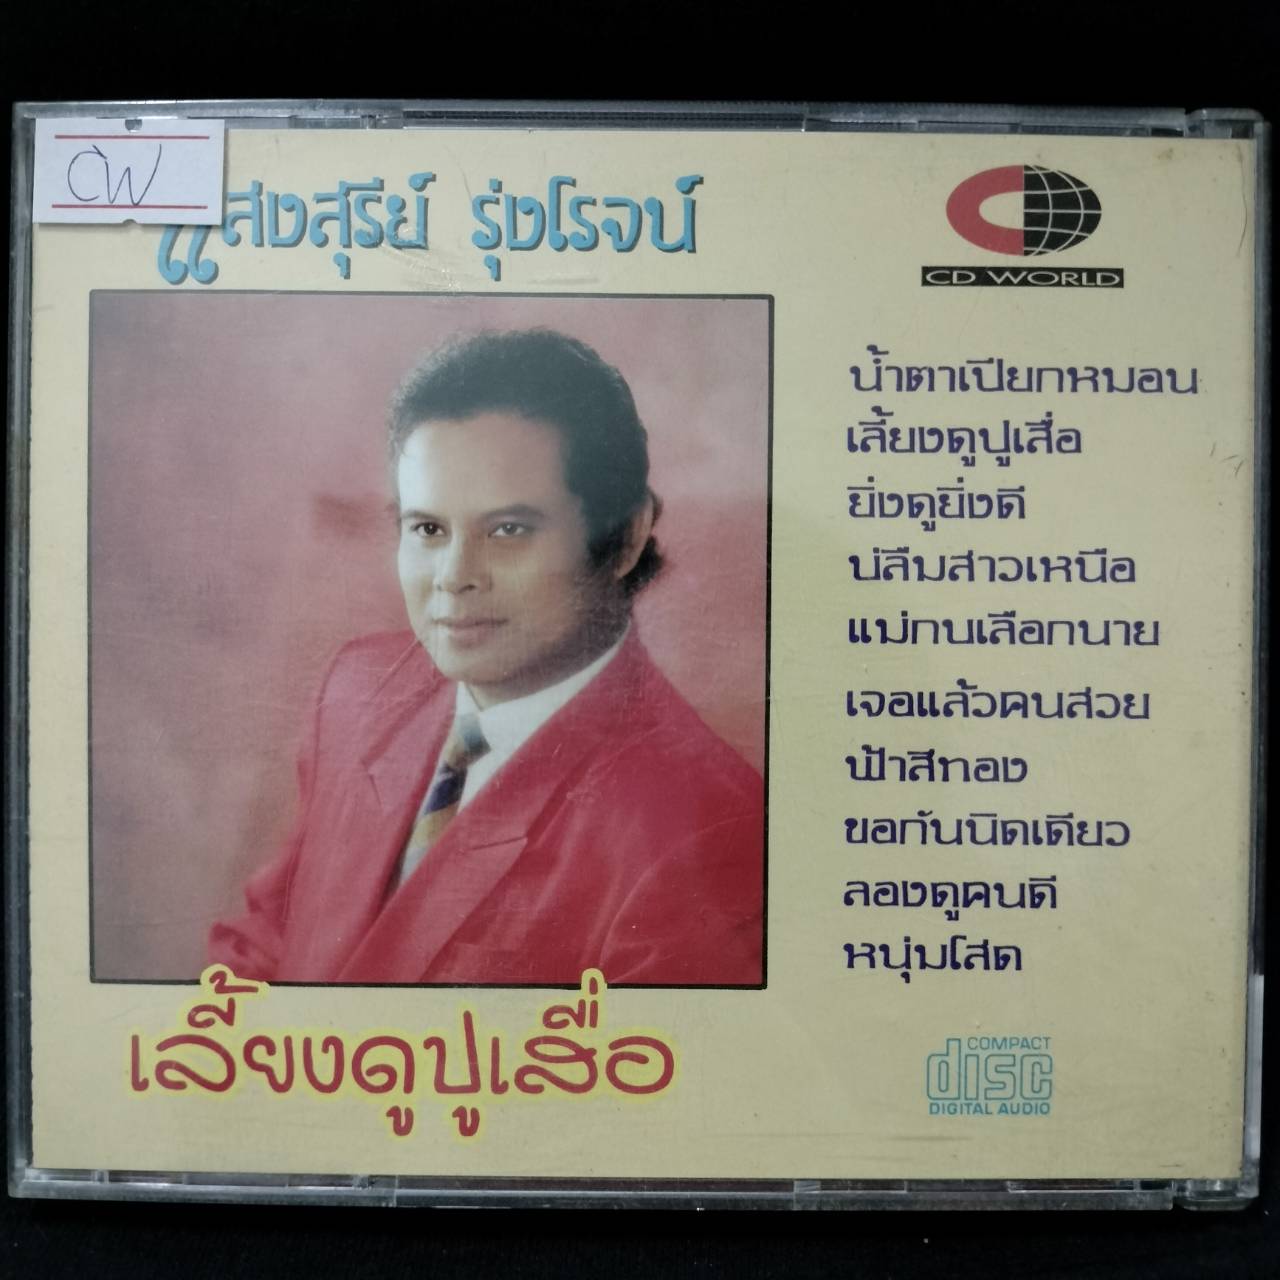 CW
แสงสุรีย์ รุ่งโรจน์
CD WORLD
น้ำตาเปียกหมอน
เลี้ยงดูปูเสื่อ
ยิ่งดูยิ่งดี
บ่ลืมสาวเหนือ
แม่กบเลือกนาย
เจอแล้วคนสวย
ฟ้าสีทอง
ขอกันนิดเดียว
ลองดูคนดี
หนุ่มโสด
เลี้ยงดูปูเสื่อ
COMPACT
disc
DIGITAL AUDIO